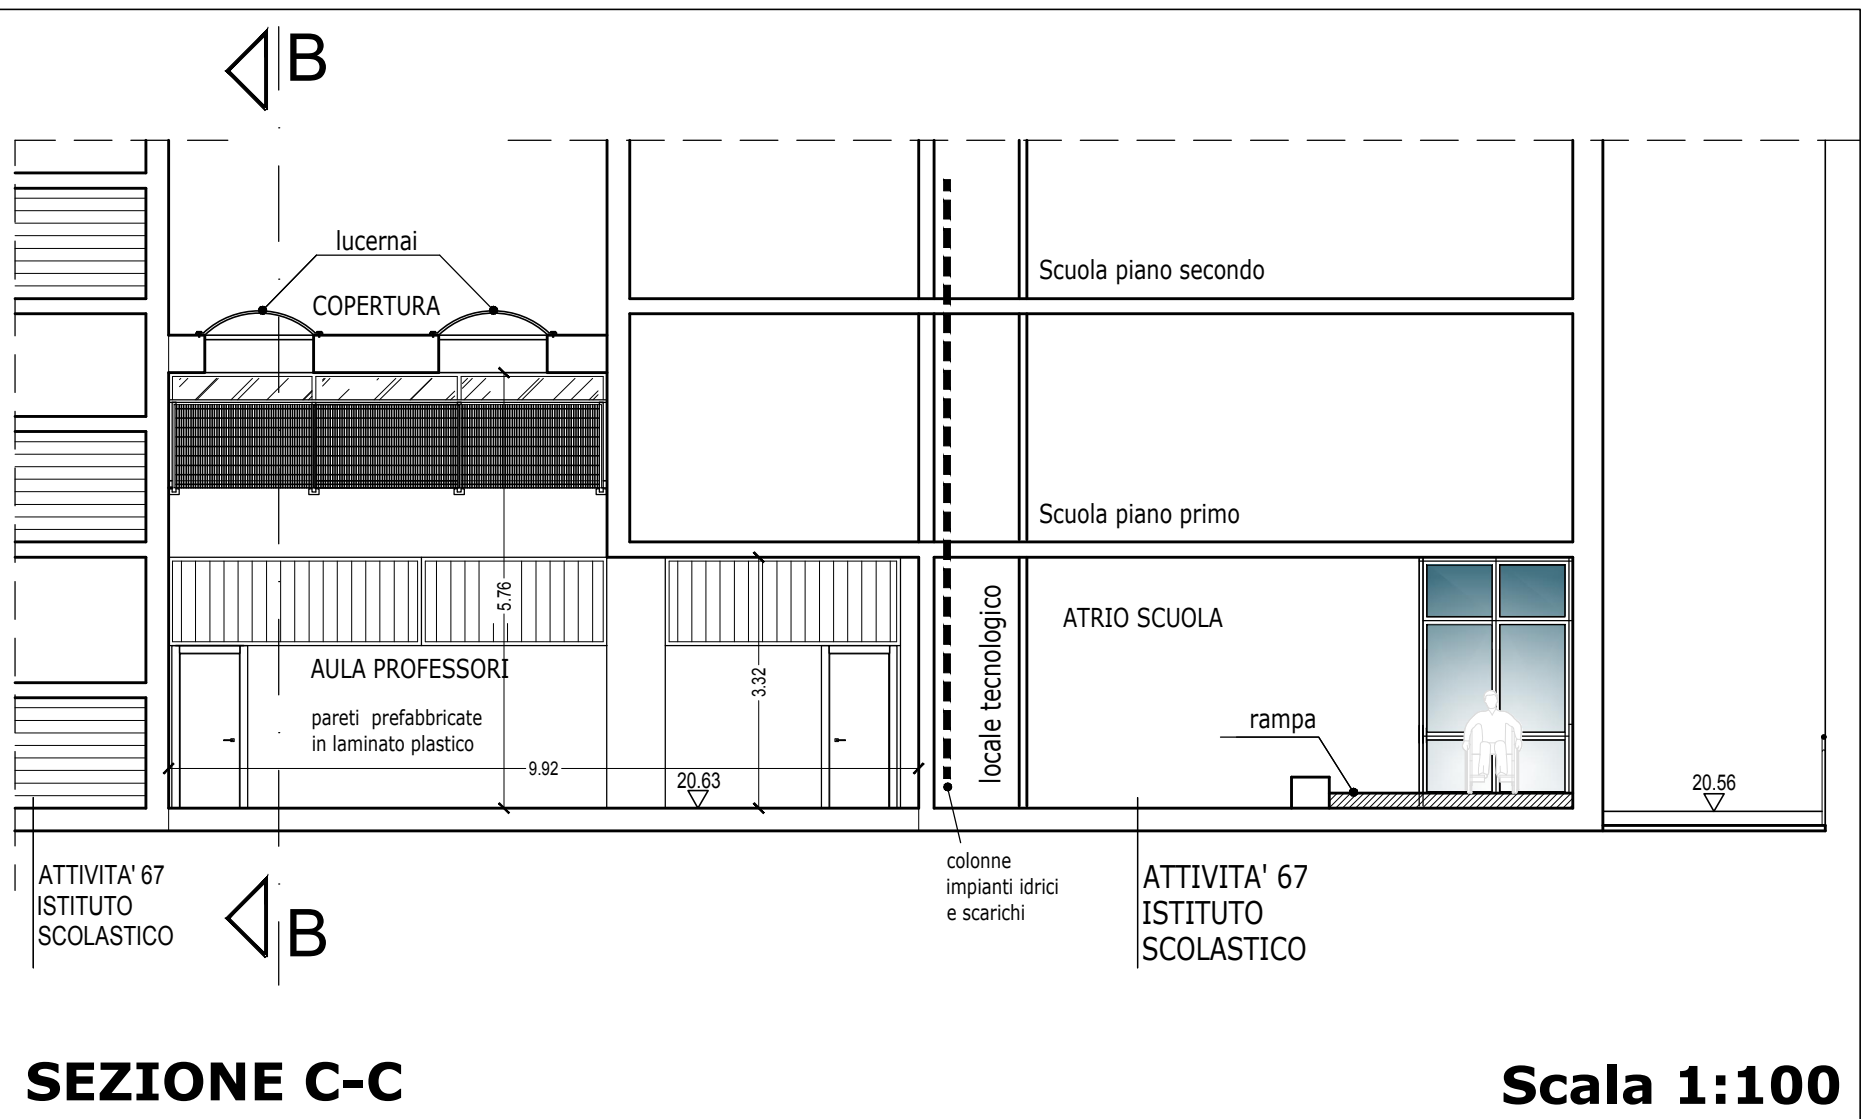 B
lucernai
COPERTURA
Scuola piano secondo
Scuola piano primo
5.76
ATRIO SCUOLA
locale tecnologico
AULA PROFESSORI
3.32
pareti prefabbricate
in laminato plastico
rampa
9.92
20.63
20.56
colonne
impianti idrici
e scarichi
ATTIVITA' 67
ISTITUTO
SCOLASTICO
B
ATTIVITA' 67
ISTITUTO
SCOLASTICO
SEZIONE C-C
Scala 1:100